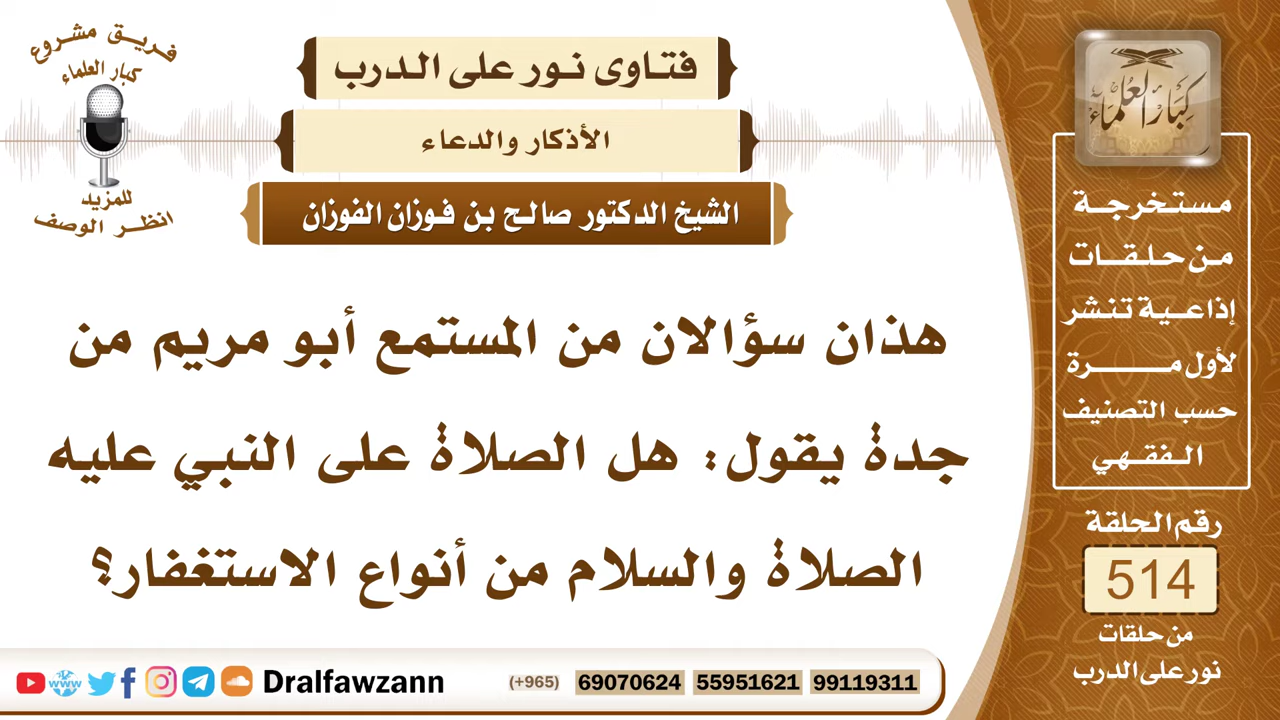 فريق مشروع
كبار العلماء
للمزيد
انظر الوصف
فتاوى نور على الدرب
الأذكار والدعاء
الشيخ الدكتور صالح بن فوزان الفوزان
هذان سؤالان من المستمع أبو مريم من
جدة يقول: هل الصلاة على النبي عليه
الصلاة والسلام من أنواع الاستغفار؟
كبار العلماء
مستخرجة
من حلقات
إذاعية تنشر
لأول مرة
حسب التصنيف
الفقهي
رقم الحلقة
514
من حلقات
نور على الدرب
www
Dralfawzann
(+965) 69070624 55951621 99119311